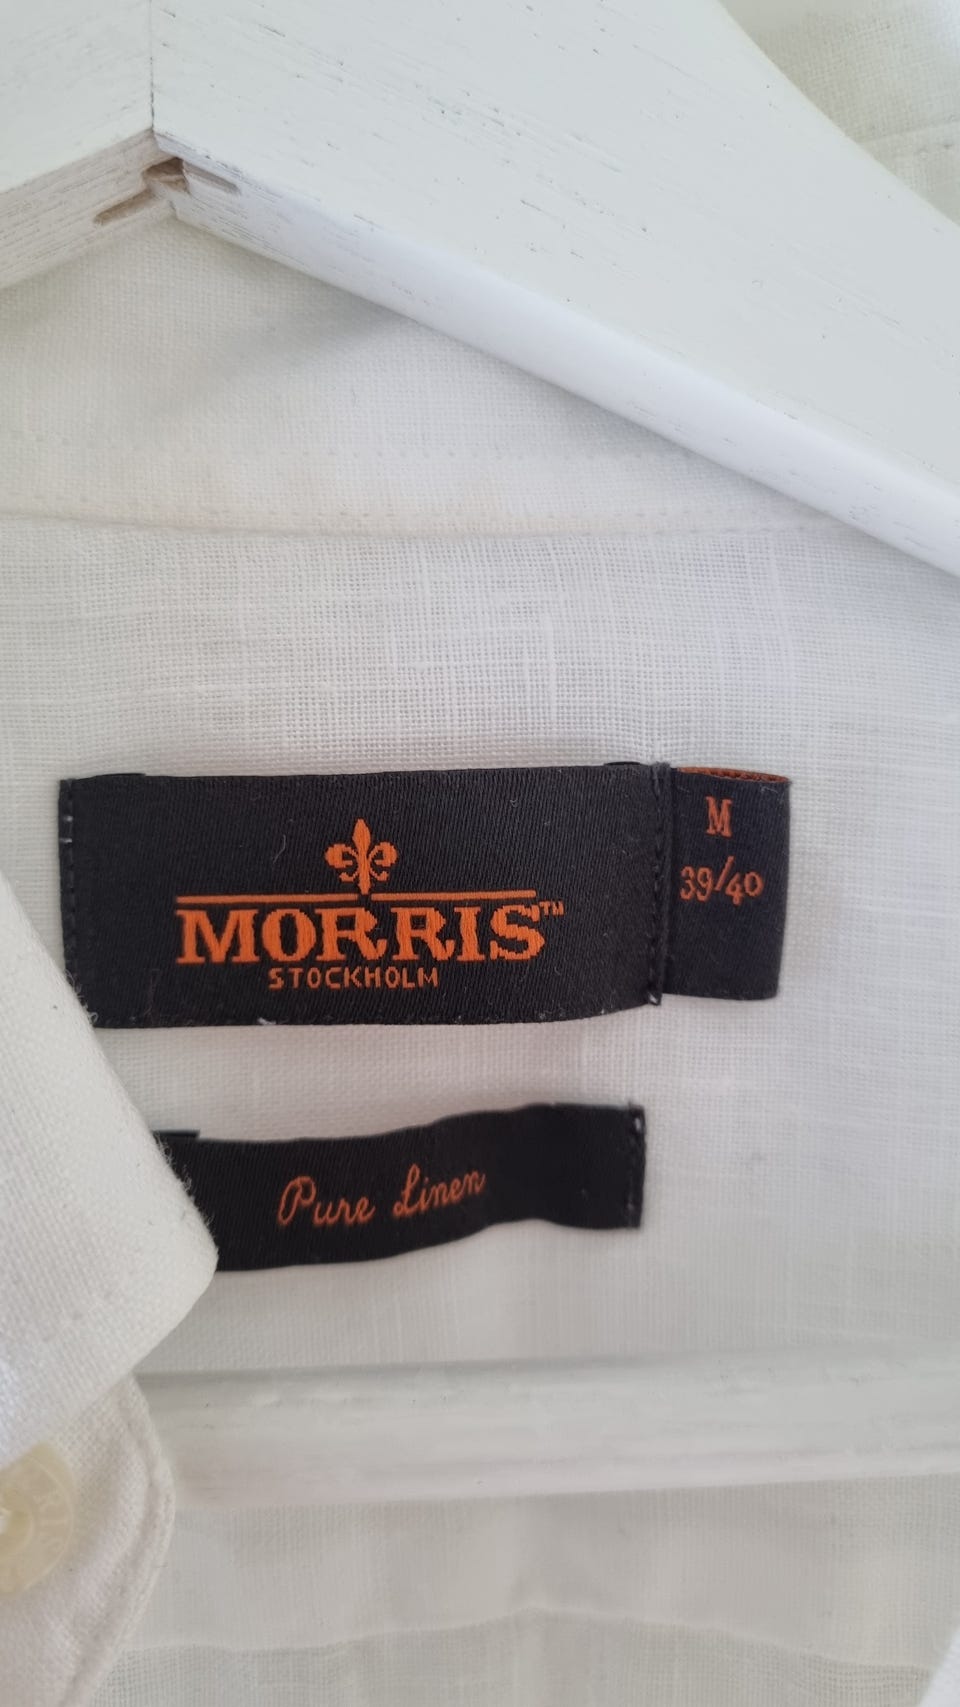 MORRIS™
STOCKHOLM
M
39/40
Pure Linen